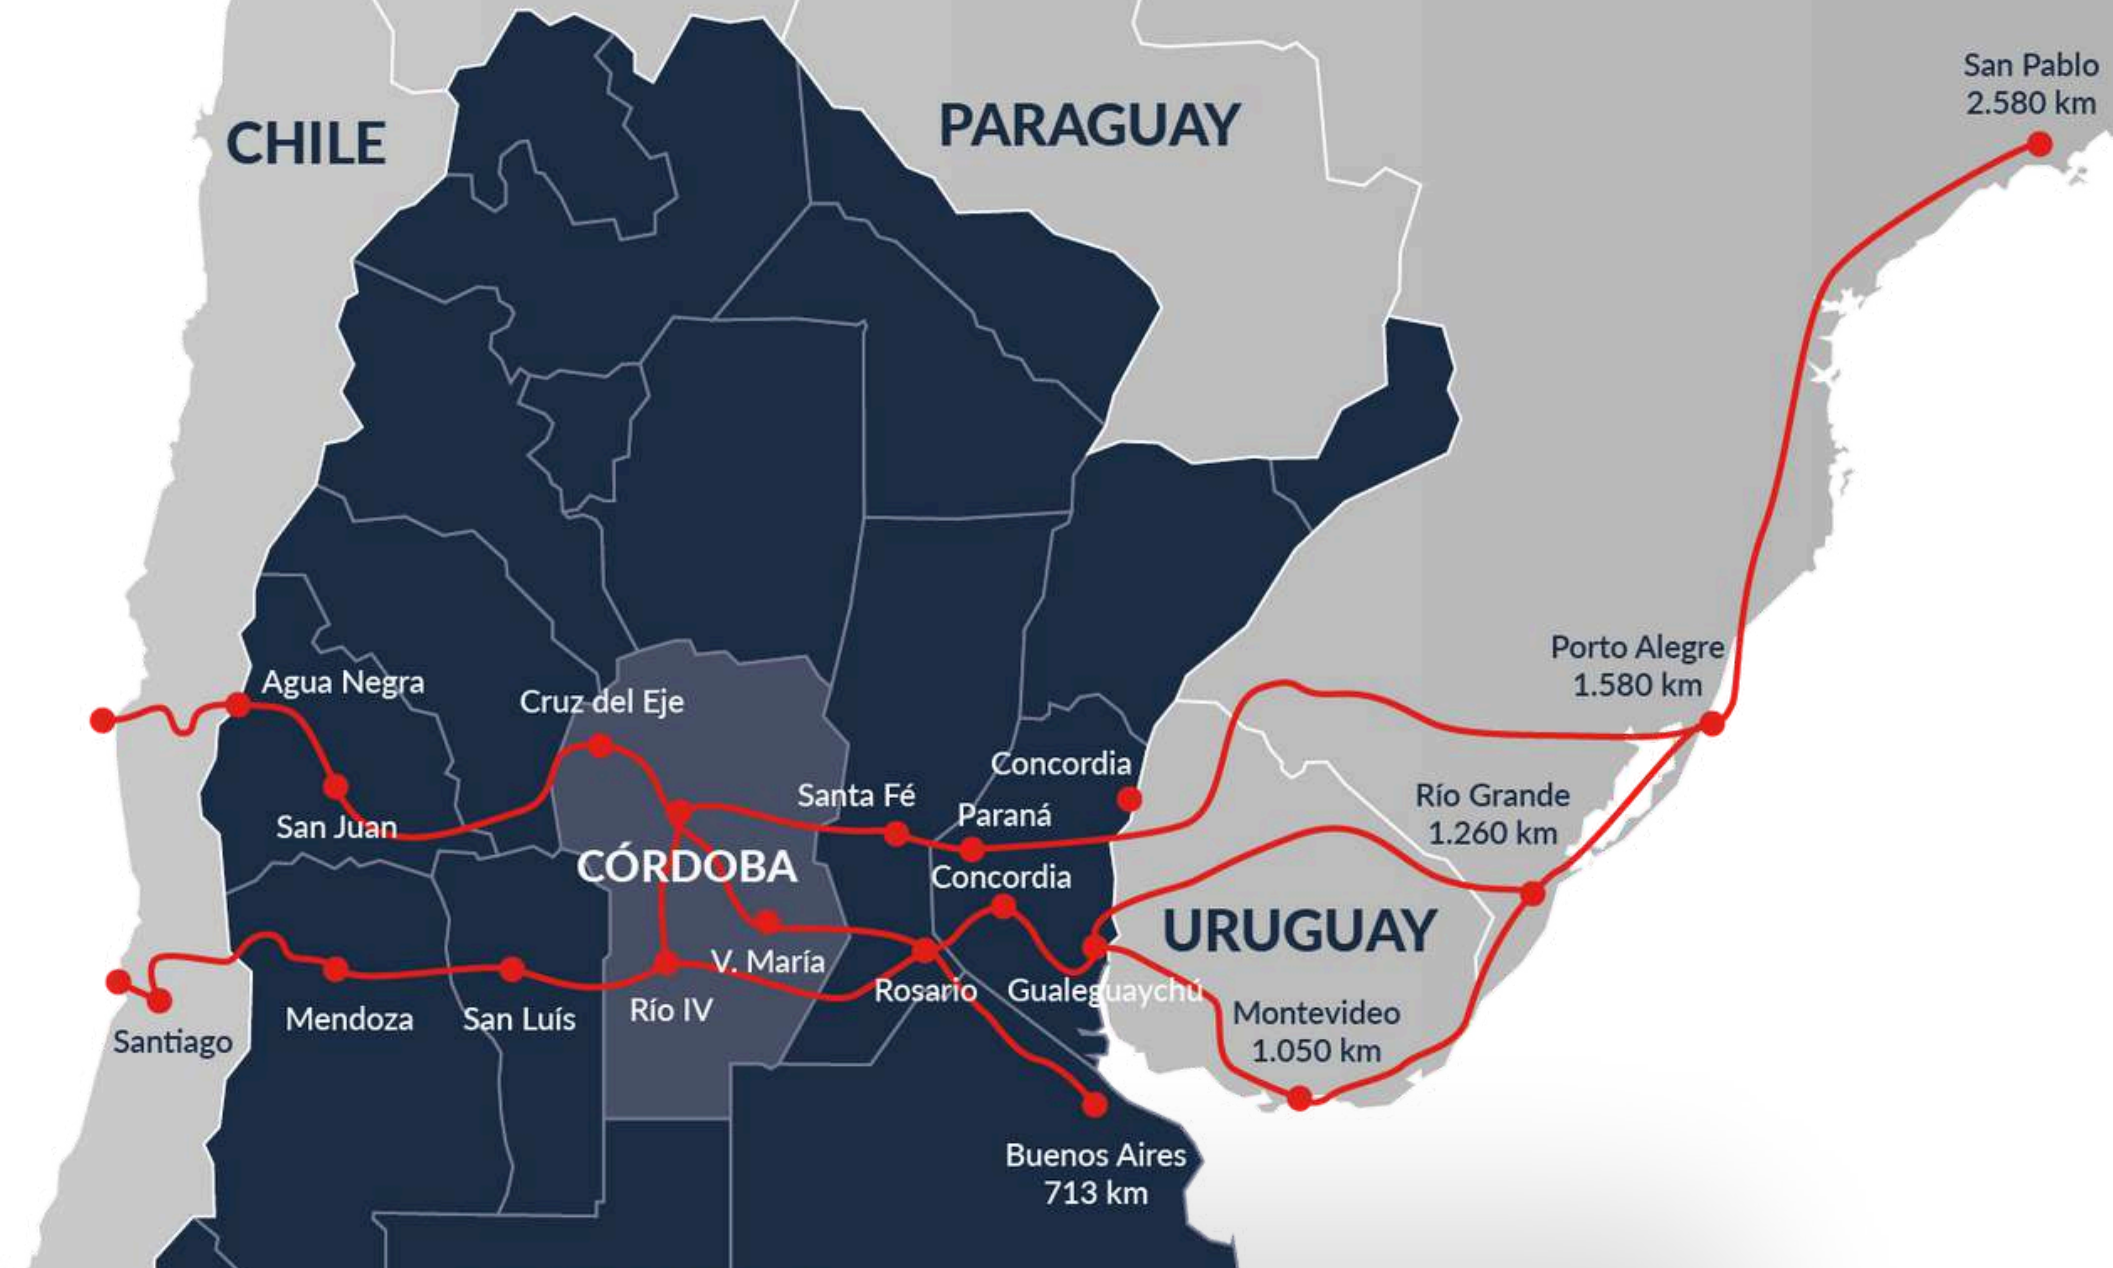 San Pablo
2.580 km
CHILE
PARAGUAY
Porto Alegre
1.580 km
Agua Negra
Cruz del Eje
Concordia
Santa Fé
Paraná
Río Grande
1.260 km
San Juan
CÓRDOBA
Concordia
URUGUAY
V. María
Rosario
Gualeguaychú
Río IV
Mendoza
San Luís
Santiago
Montevideo
1.050 km
Buenos Aires
713 km